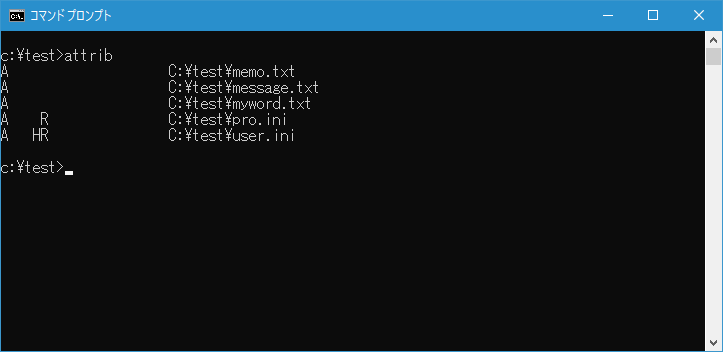 コマンドプロンプト
c:¥test>attrib
A                    C:¥test¥memo.txt
A                    C:¥test¥message.txt
A                    C:¥test¥myword.txt
A    R               C:¥test¥pro.ini
A   HR               C:¥test¥user.ini
c:¥test>